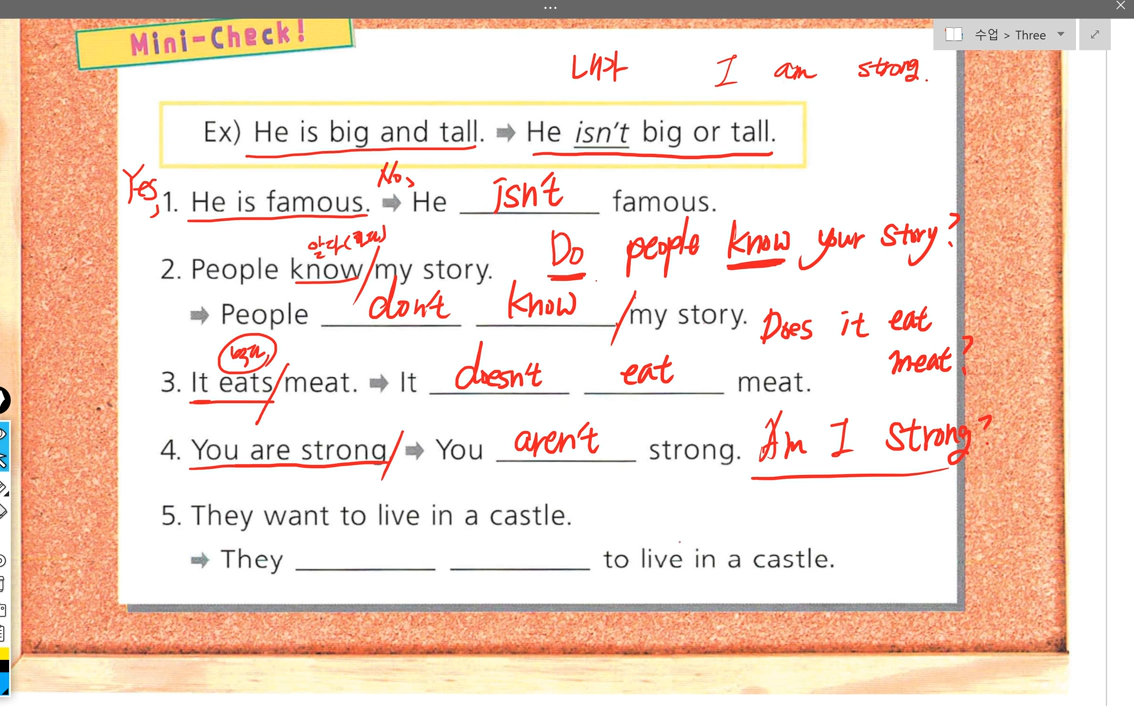 수업 > Three
Mini-Check!
내가 I am strong.
Ex) He is big and tall. ➡ He isn't big or tall.
Yes, 1. He is famous. No, ➡ He isn't famous.
알다
Do people know your story?
2. People know / my story.
➡ People don't know / my story.
Does it eat meat?
3. It eats / meat. ➡ It doesn't eat meat.
4. You are strong / ➡ You aren't strong. Am I strong?
5. They want to live in a castle.
➡ They ________ ________ to live in a castle.